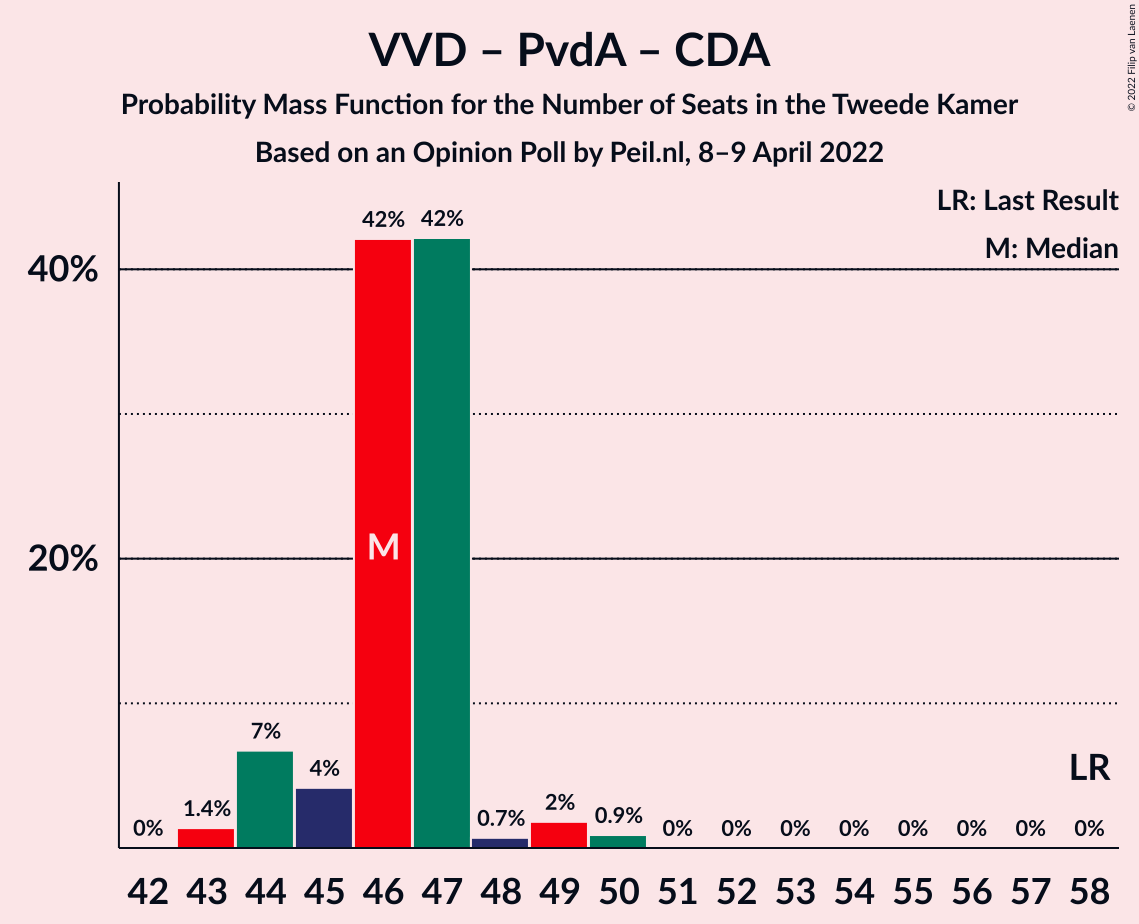 VVD – PvdA – CDA
Probability Mass Function for the Number of Seats in the Tweede Kamer
Based on an Opinion Poll by Peil.nl, 8–9 April 2022
© 2022 Filip van Laenen
LR: Last Result
M: Median
40%
20%
0%
1.4%
7%
4%
42%
42%
0.7%
2%
0.9%
0%
0%
0%
0%
0%
0%
0%
0%
M
LR
42 43 44 45 46 47 48 49 50 51 52 53 54 55 56 57 58